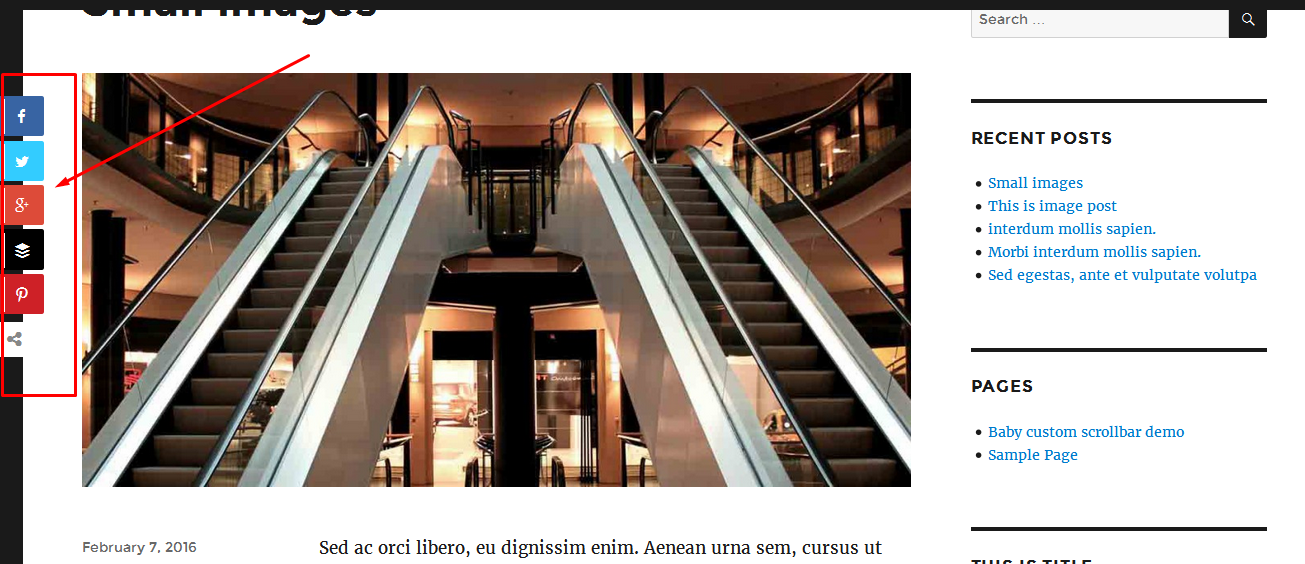 Small images
Search ...
RECENT POSTS
Small images
This is image post
interdum mollis sapien.
Morbi interdum mollis sapien.
Sed egestas, ante et vulputate volutpa
PAGES
Baby custom scrollbar demo
Sample Page
February 7, 2016
Sed ac orci libero, eu dignissim enim. Aenean urna sem, cursus ut
THIS IS TITLE